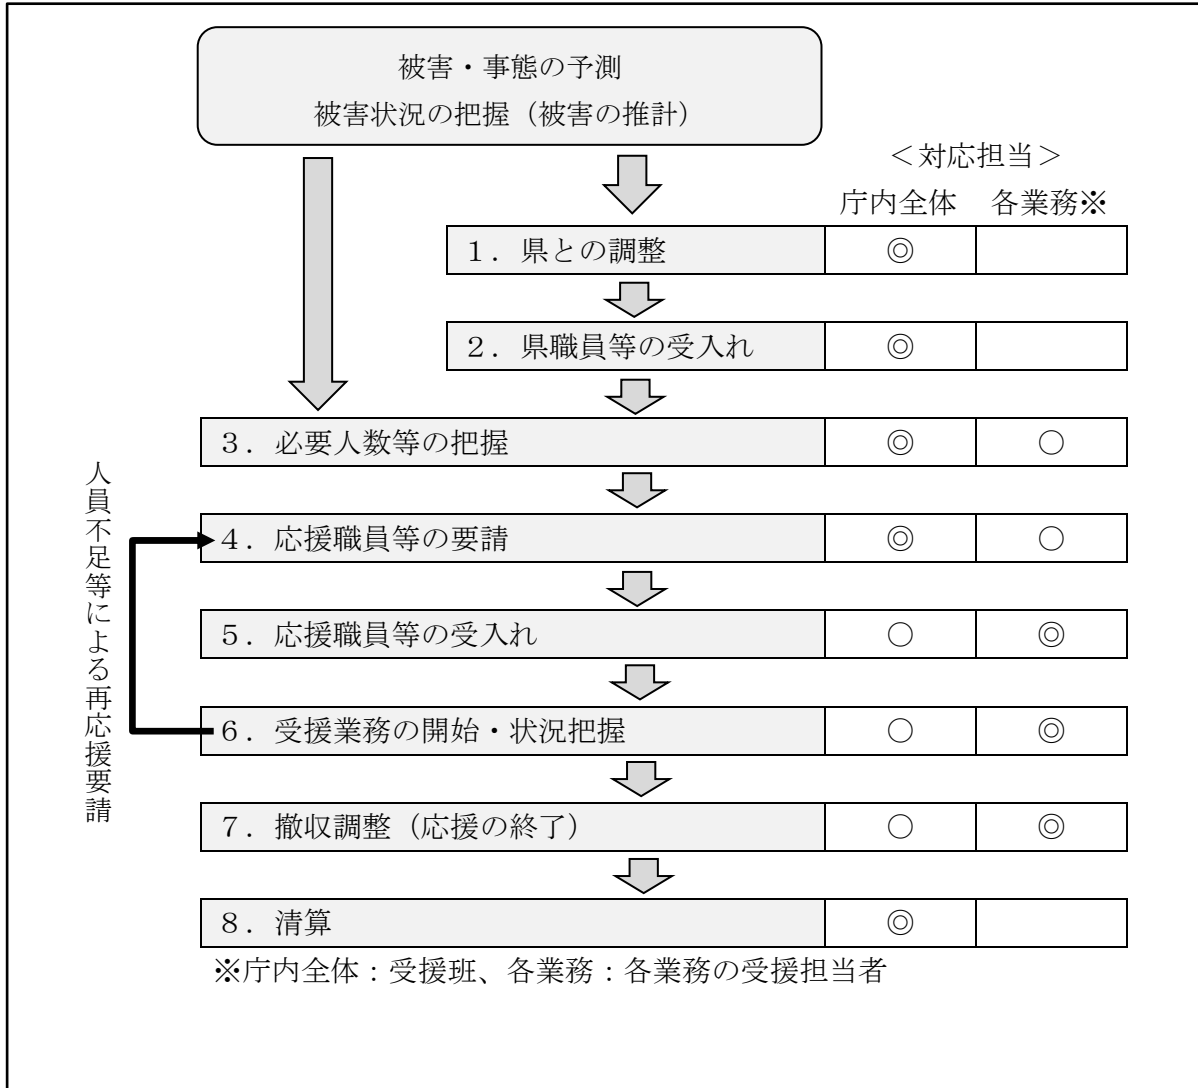 被害・事態の予測
被害状況の把握（被害の推計）
＜対応担当＞
庁内全体 各業務※
１．県との調整 ◎
２．県職員等の受入れ ◎
３．必要人数等の把握 ◎ ○
４．応援職員等の要請 ◎ ○
５．応援職員等の受入れ ○ ◎
６．受援業務の開始・状況把握 ○ ◎
７．撤収調整（応援の終了） ○ ◎
８．清算 ◎
人員不足等による再応援要請
※庁内全体：受援班、各業務：各業務の受援担当者